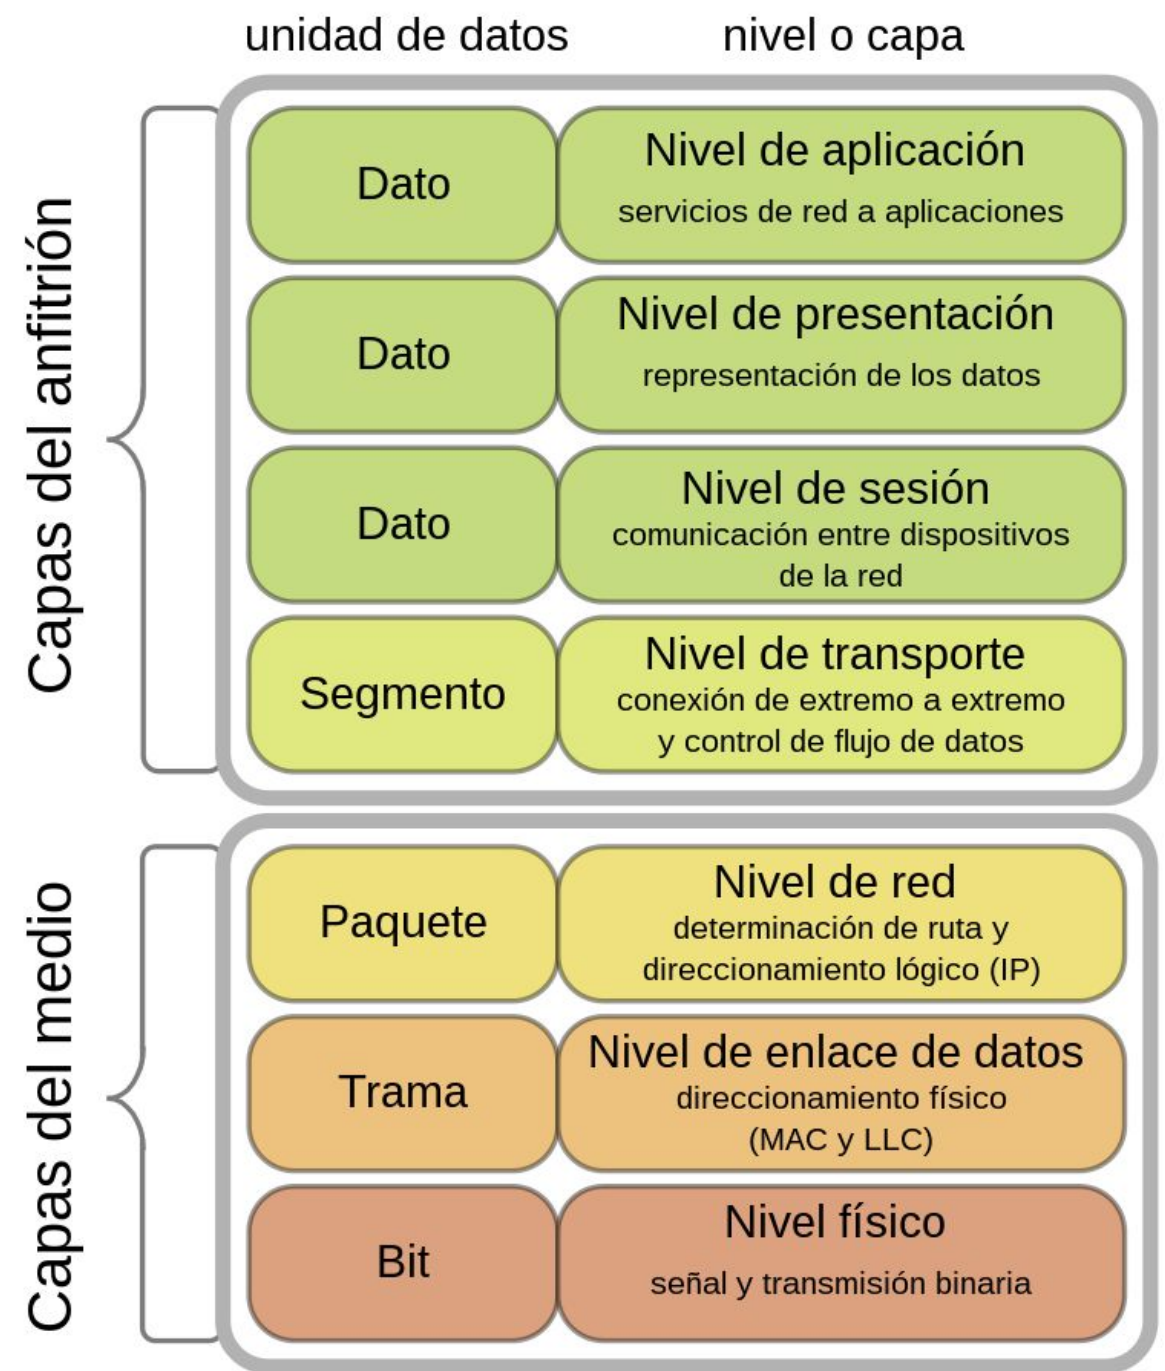 unidad de datos
nivel o capa
Capas del anfitrión
Dato
Nivel de aplicación
servicios de red a aplicaciones
Dato
Nivel de presentación
representación de los datos
Dato
Nivel de sesión
comunicación entre dispositivos
de la red
Segmento
Nivel de transporte
conexión de extremo a extremo
y control de flujo de datos
Capas del medio
Paquete
Nivel de red
determinación de ruta y
direccionamiento lógico (IP)
Trama
Nivel de enlace de datos
direccionamiento físico
(MAC y LLC)
Bit
Nivel físico
señal y transmisión binaria